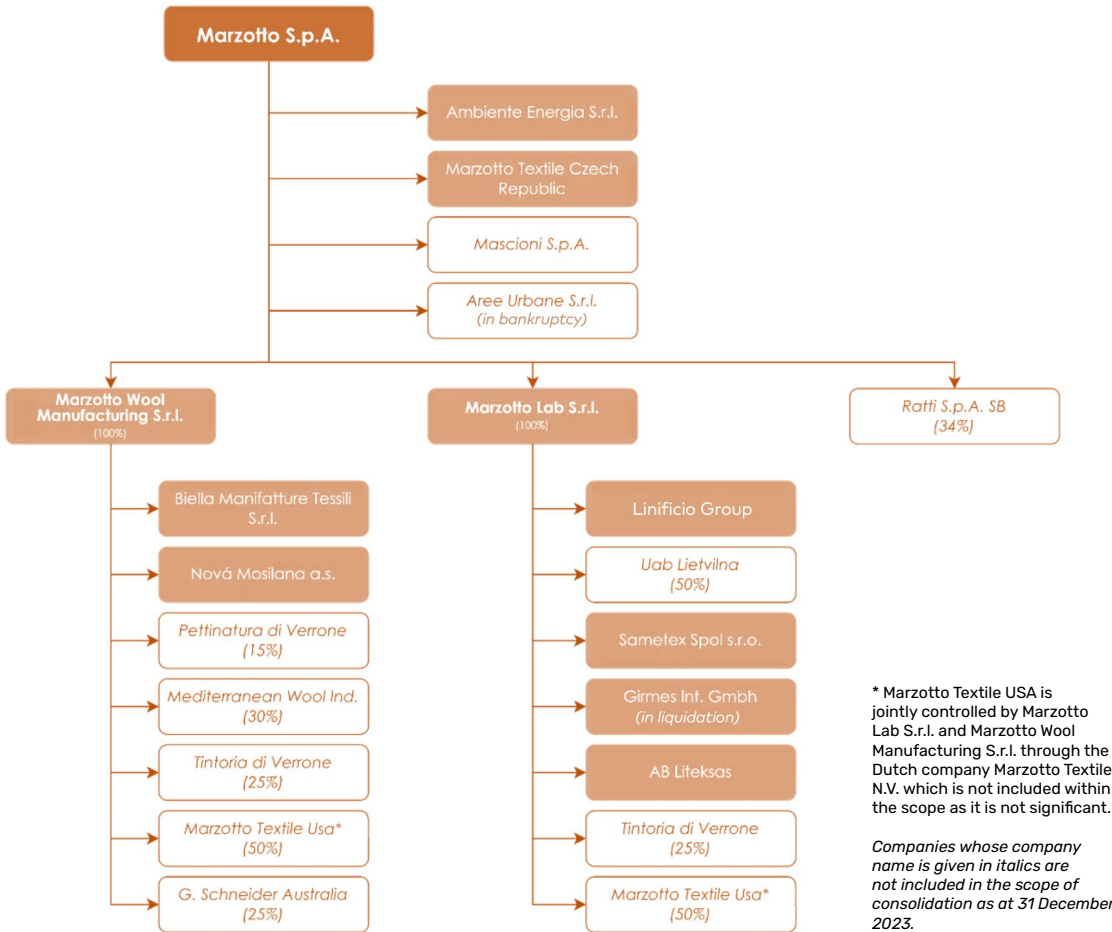 Marzotto S.p.A.
Ambiente Energia S.r.l.
Marzotto Textile Czech
Republic
Mascioni S.p.A.
Aree Urbane S.r.l.
(in bankruptcy)
Marzotto Wool
Manufacturing S.r.l.
(100%)
Marzotto Lab S.r.l.
(100%)
Ratti S.p.A. SB
(34%)
Biella Manifatture Tessili
S.r.l.
Nová Mosilana a.s.
Pettinatura di Verrone
(15%)
Mediterranean Wool Ind.
(30%)
Tintoria di Verrone
(25%)
Marzotto Textile Usa*
(50%)
G. Schneider Australia
(25%)
Linificio Group
Uab Lietvilna
(50%)
Sametex Spol s.r.o.
Girmes Int. Gmbh
(in liquidation)
AB Liteksas
Tintoria di Verrone
(25%)
Marzotto Textile Usa*
(50%)
* Marzotto Textile USA is
jointly controlled by Marzotto
Lab S.r.l. and Marzotto Wool
Manufacturing S.r.l. through the
Dutch company Marzotto Textile
N.V. which is not included within
the scope as it is not significant.
Companies whose company
name is given in italics are
not included in the scope of
consolidation as at 31 December
2023.